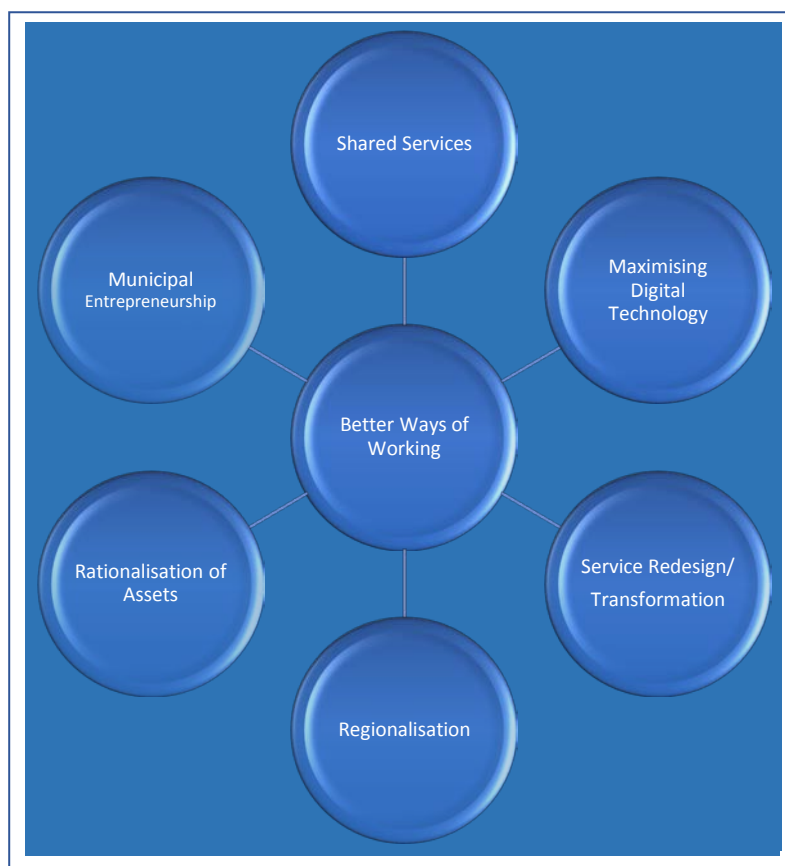 Shared Services
Municipal
Entrepreneurship
Maximising
Digital
Technology
Better Ways of
Working
Rationalisation of
Assets
Service Redesign/
Transformation
Regionalisation